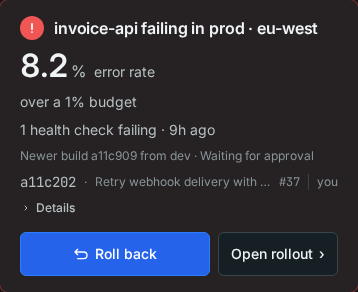 ! invoice-api failing in prod · eu-west
8.2% error rate
over a 1% budget
1 health check failing · 9h ago
Newer build a11c909 from dev · Waiting for approval
a11c202 · Retry webhook delivery with … #37 | you
› Details
Roll back
Open rollout ›